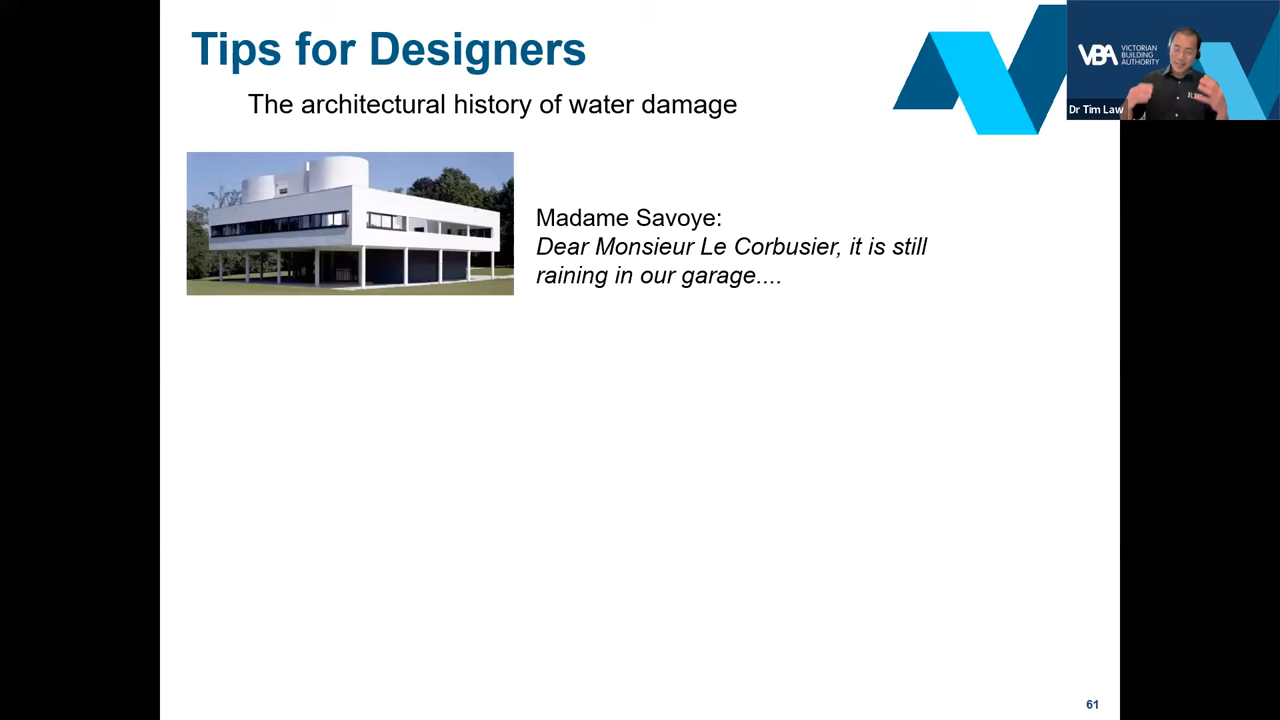 Tips for Designers
The architectural history of water damage
VBA
VICTORIAN
BUILDING
AUTHORITY
Dr Tim Law
Madame Savoye:
Dear Monsieur Le Corbusier, it is still
raining in our garage....
61